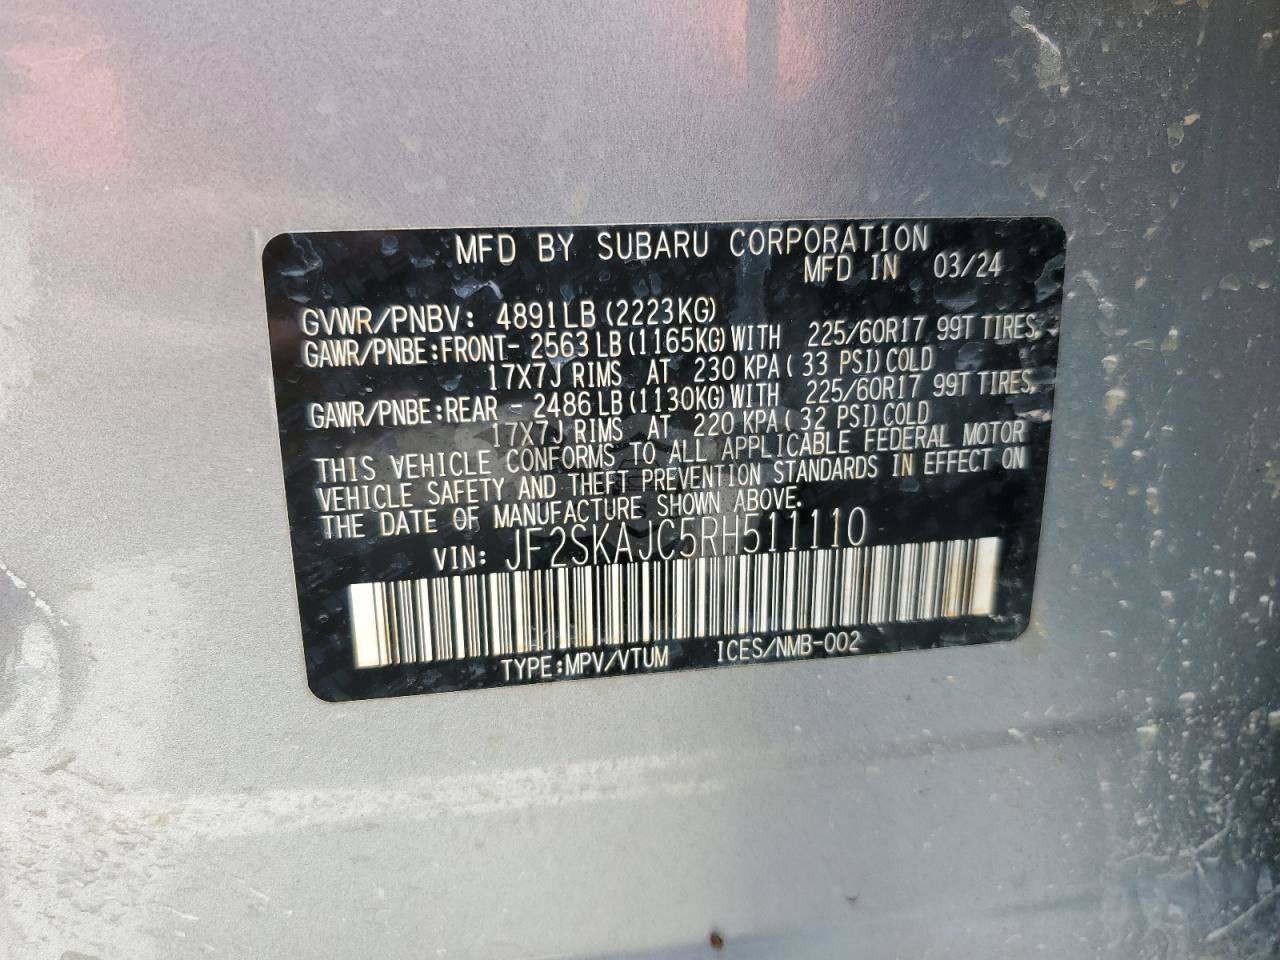 MFD BY SUBARU CORPORATION
MFD IN 03/24
GVWR/PNBV: 4891LB (2223KG)
GAWR/PNBE:FRONT- 2563 LB (1165KG) WITH 225/60R17 99T TIRES,
17X7J RIMS AT 230 KPA (33 PSI) COLD
GAWR/PNBE:REAR - 2486 LB (1130KG) WITH 225/60R17 99T TIRES,
17X7J RIMS AT 220 KPA (32 PSI) COLD
THIS VEHICLE CONFORMS TO ALL APPLICABLE FEDERAL MOTOR
VEHICLE SAFETY AND THEFT PREVENTION STANDARDS IN EFFECT ON
THE DATE OF MANUFACTURE SHOWN ABOVE.
VIN: JF2SKAJC5RH511110
TYPE:MPV/VTUM ICES/NMB-002